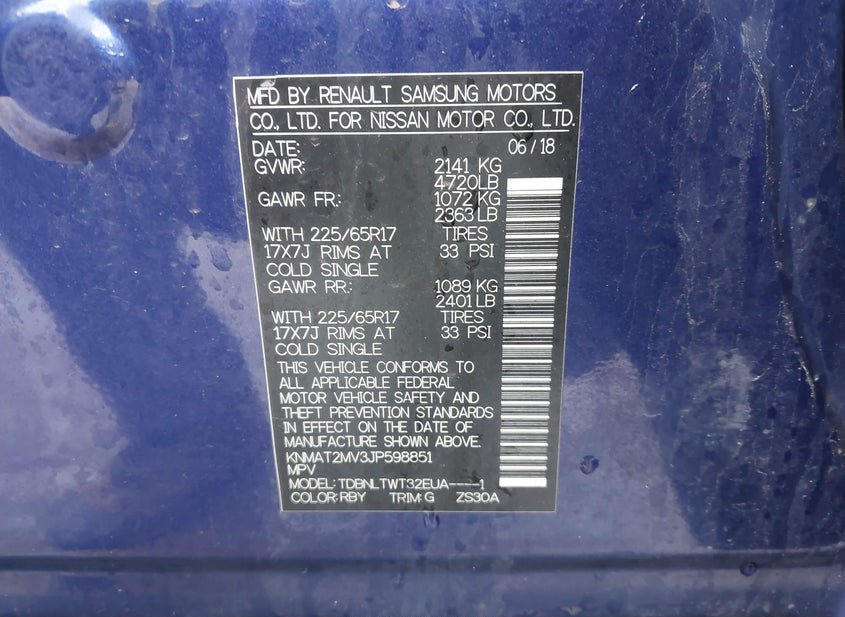 MFD BY RENAULT SAMSUNG MOTORS
CO., LTD. FOR NISSAN MOTOR CO., LTD.
DATE: 06/18
GVWR: 2141 KG
4720LB
GAWR FR.: 1072 KG
2363 LB
WITH 225/65R17 TIRES
17X7J RIMS AT 33 PSI
COLD SINGLE
GAWR RR.: 1089 KG
2401 LB
WITH 225/65R17 TIRES
17X7J RIMS AT 33 PSI
COLD SINGLE
THIS VEHICLE CONFORMS TO
ALL APPLICABLE FEDERAL
MOTOR VEHICLE SAFETY AND
THEFT PREVENTION STANDARDS
IN EFFECT ON THE DATE OF
MANUFACTURE SHOWN ABOVE.
KNMAT2MV3JP598851
MPV
MODEL: TDBNLTWT32EUA----1
COLOR: RBY TRIM: G ZS30A